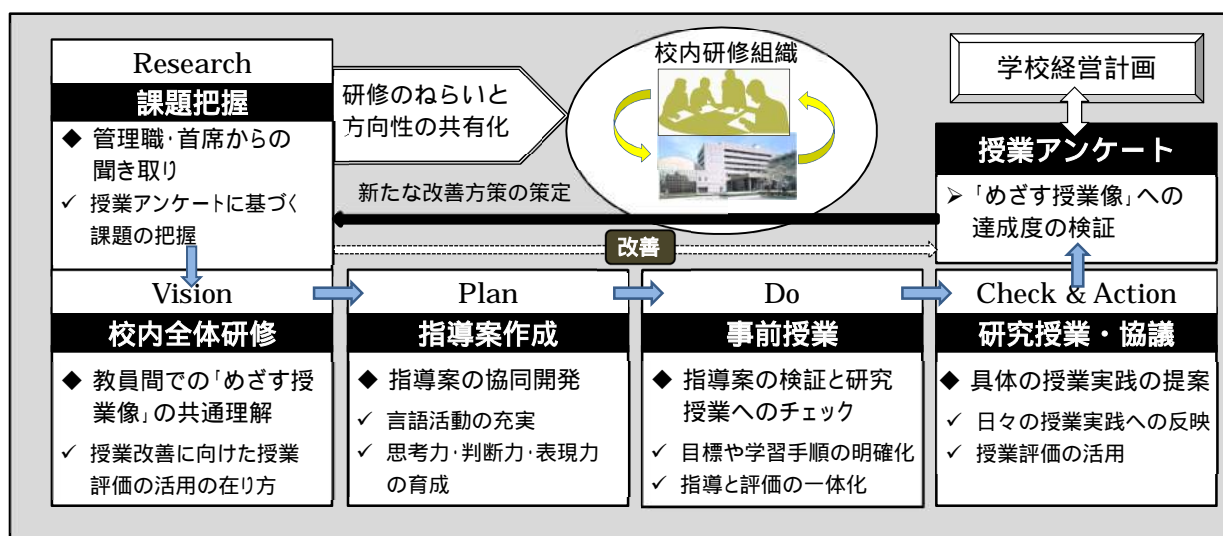 Research
課題把握
◆ 管理職・首席からの
聞き取り
✓ 授業アンケートに基づく
課題の把握
研修のねらいと
方向性の共有化
校内研修組織
学校経営計画
授業アンケート
➢ 「めざす授業像」への
達成度の検証
新たな改善方策の策定
改善
Vision
校内全体研修
◆ 教員間での「めざす授
業像」の共通理解
✓ 授業改善に向けた授業
評価の活用の在り方
Plan
指導案作成
◆ 指導案の協同開発
✓ 言語活動の充実
✓ 思考力・判断力・表現力
の育成
Do
事前授業
◆ 指導案の検証と研究
授業へのチェック
✓ 目標や学習手順の明確化
✓ 指導と評価の一体化
Check & Action
研究授業・協議
◆ 具体の授業実践の提案
✓ 日々の授業実践への反映
✓ 授業評価の活用